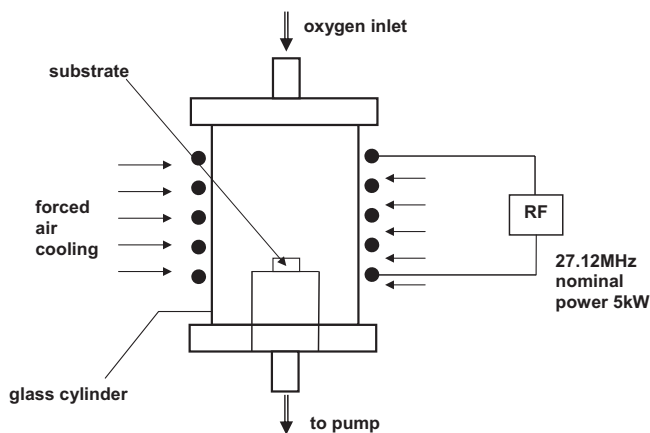 oxygen inlet
substrate
forced
air
cooling
RF
27.12MHz
nominal
power 5kW
glass cylinder
to pump